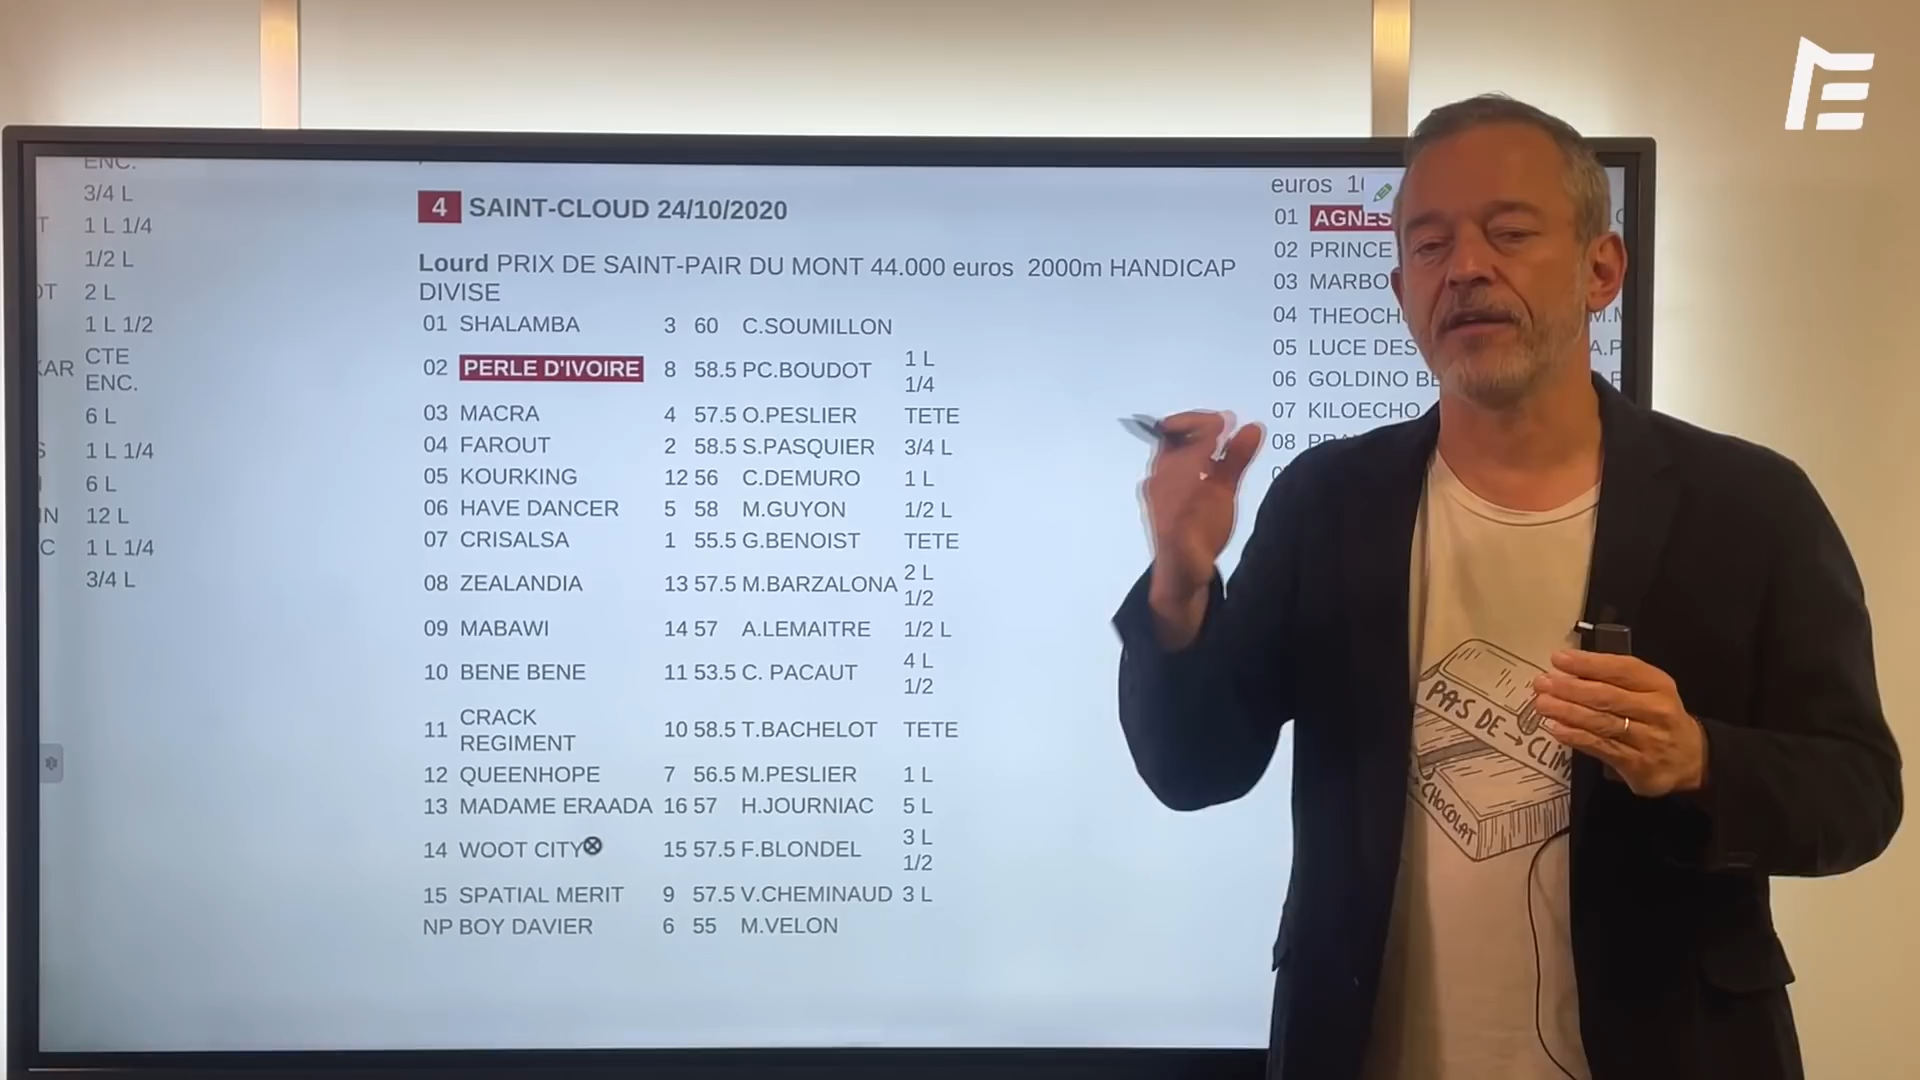 ENC.
3/4 L
T 1 L 1/4
1/2 L
OT 2 L
1 L 1/2
KAR CTE
ENC.
6 L
S 1 L 1/4
I 6 L
IN 12 L
C 1 L 1/4
3/4 L
4 SAINT-CLOUD 24/10/2020
Lourd PRIX DE SAINT-PAIR DU MONT 44.000 euros 2000m HANDICAP
DIVISE
01 SHALAMBA 3 60 C.SOUMILLON
02 PERLE D'IVOIRE 8 58.5 PC.BOUDOT 1 L
1/4
03 MACRA 4 57.5 O.PESLIER TETE
04 FAROUT 2 58.5 S.PASQUIER 3/4 L
05 KOURKING 12 56 C.DEMURO 1 L
06 HAVE DANCER 5 58 M.GUYON 1/2 L
07 CRISALSA 1 55.5 G.BENOIST TETE
08 ZEALANDIA 13 57.5 M.BARZALONA 2 L
1/2
09 MABAWI 14 57 A.LEMAITRE 1/2 L
10 BENE BENE 11 53.5 C. PACAUT 4 L
1/2
11 CRACK
REGIMENT 10 58.5 T.BACHELOT TETE
12 QUEENHOPE 7 56.5 M.PESLIER 1 L
13 MADAME ERAADA 16 57 H.JOURNIAC 5 L
14 WOOT CITY 15 57.5 F.BLONDEL 3 L
1/2
15 SPATIAL MERIT 9 57.5 V.CHEMINAUD 3 L
NP BOY DAVIER 6 55 M.VELON
euros
01 AGNES
02 PRINCE
03 MARBO
04 THEOCH M.M
05 LUCE DES A.P
06 GOLDINO BE
07 KILOECHO
08
PAS DE → CLIM
CHOCOLAT